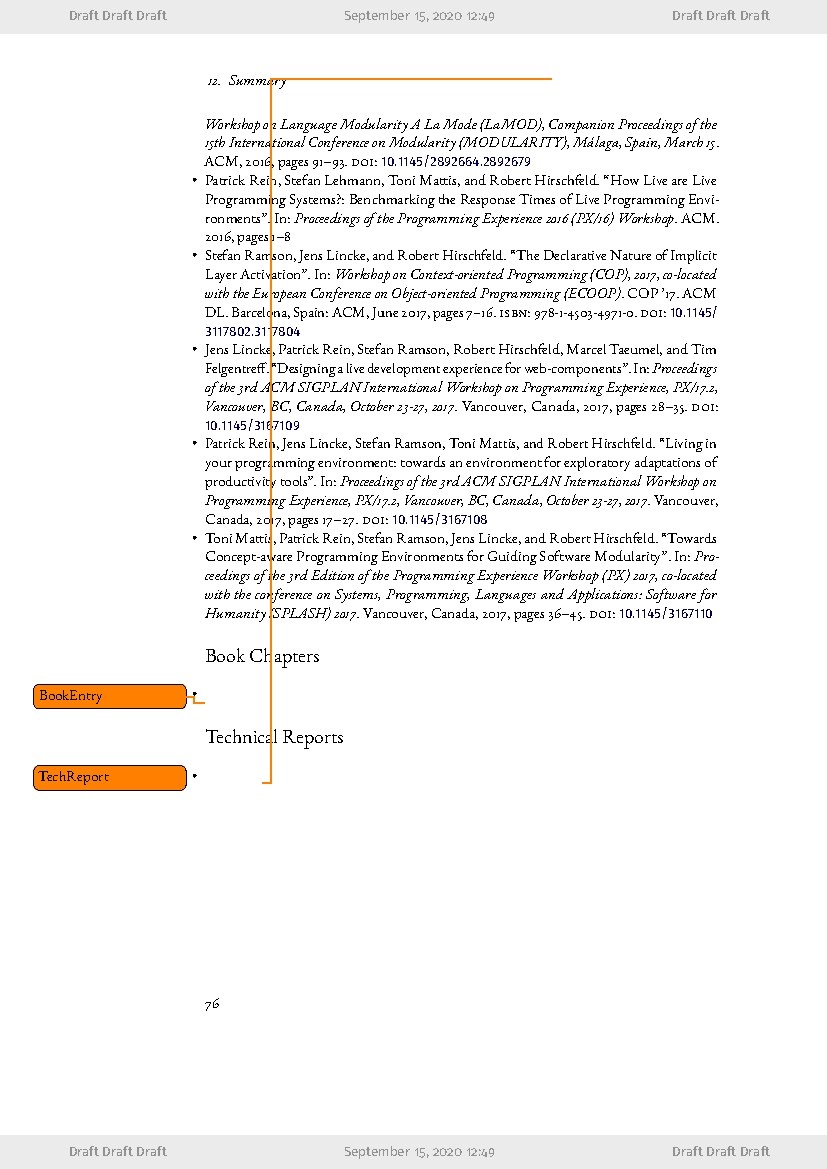 Draft Draft Draft September 15, 2020 12:49 Draft Draft Draft
12. Summary
Workshop on Language Modularity A La Mode (LaMOD), Companion Proceedings of the
15th International Conference on Modularity (MODULARITY), Málaga, Spain, March 15.
ACM, 2016, pages 91–93. DOI: 10.1145/2892664.2892679
• Patrick Rein, Stefan Lehmann, Toni Mattis, and Robert Hirschfeld. “How Live are Live
Programming Systems?: Benchmarking the Response Times of Live Programming Envi-
ronments”. In: Proceedings of the Programming Experience 2016 (PX/16) Workshop. ACM.
2016, pages 1–8
• Stefan Ramson, Jens Lincke, and Robert Hirschfeld. “The Declarative Nature of Implicit
Layer Activation”. In: Workshop on Context-oriented Programming (COP), 2017, co-located
with the European Conference on Object-oriented Programming (ECOOP). COP ’17. ACM
DL. Barcelona, Spain: ACM, June 2017, pages 7–16. ISBN: 978-1-4503-4971-0. DOI: 10.1145/
3117802.3117804
• Jens Lincke, Patrick Rein, Stefan Ramson, Robert Hirschfeld, Marcel Taeumel, and Tim
Felgentreff. “Designing a live development experience for web-components”. In: Proceedings
of the 3rd ACM SIGPLAN International Workshop on Programming Experience, PX/17.2,
Vancouver, BC, Canada, October 23-27, 2017. Vancouver, Canada, 2017, pages 28–35. DOI:
10.1145/3167109
• Patrick Rein, Jens Lincke, Stefan Ramson, Toni Mattis, and Robert Hirschfeld. “Living in
your programming environment: towards an environment for exploratory adaptations of
productivity tools”. In: Proceedings of the 3rd ACM SIGPLAN International Workshop on
Programming Experience, PX/17.2, Vancouver, BC, Canada, October 23-27, 2017. Vancouver,
Canada, 2017, pages 17–27. DOI: 10.1145/3167108
• Toni Mattis, Patrick Rein, Stefan Ramson, Jens Lincke, and Robert Hirschfeld. “Towards
Concept-aware Programming Environments for Guiding Software Modularity”. In: Pro-
ceedings of the 3rd Edition of the Programming Experience Workshop (PX) 2017, co-located
with the conference on Systems, Programming, Languages and Applications: Software for
Humanity (SPLASH) 2017. Vancouver, Canada, 2017, pages 36–45. DOI: 10.1145/3167110
Book Chapters
BookEntry •
Technical Reports
TechReport •
76
Draft Draft Draft September 15, 2020 12:49 Draft Draft Draft